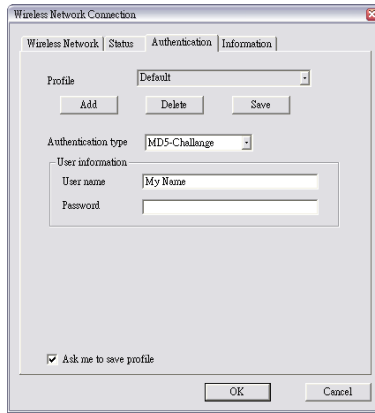 Wireless Network Connection
Wireless Network Status Authentication Information
Profile Default
Add Delete Save
Authentication type MD5-Challange
User information
User name My Name
Password
Ask me to save profile
OK Cancel